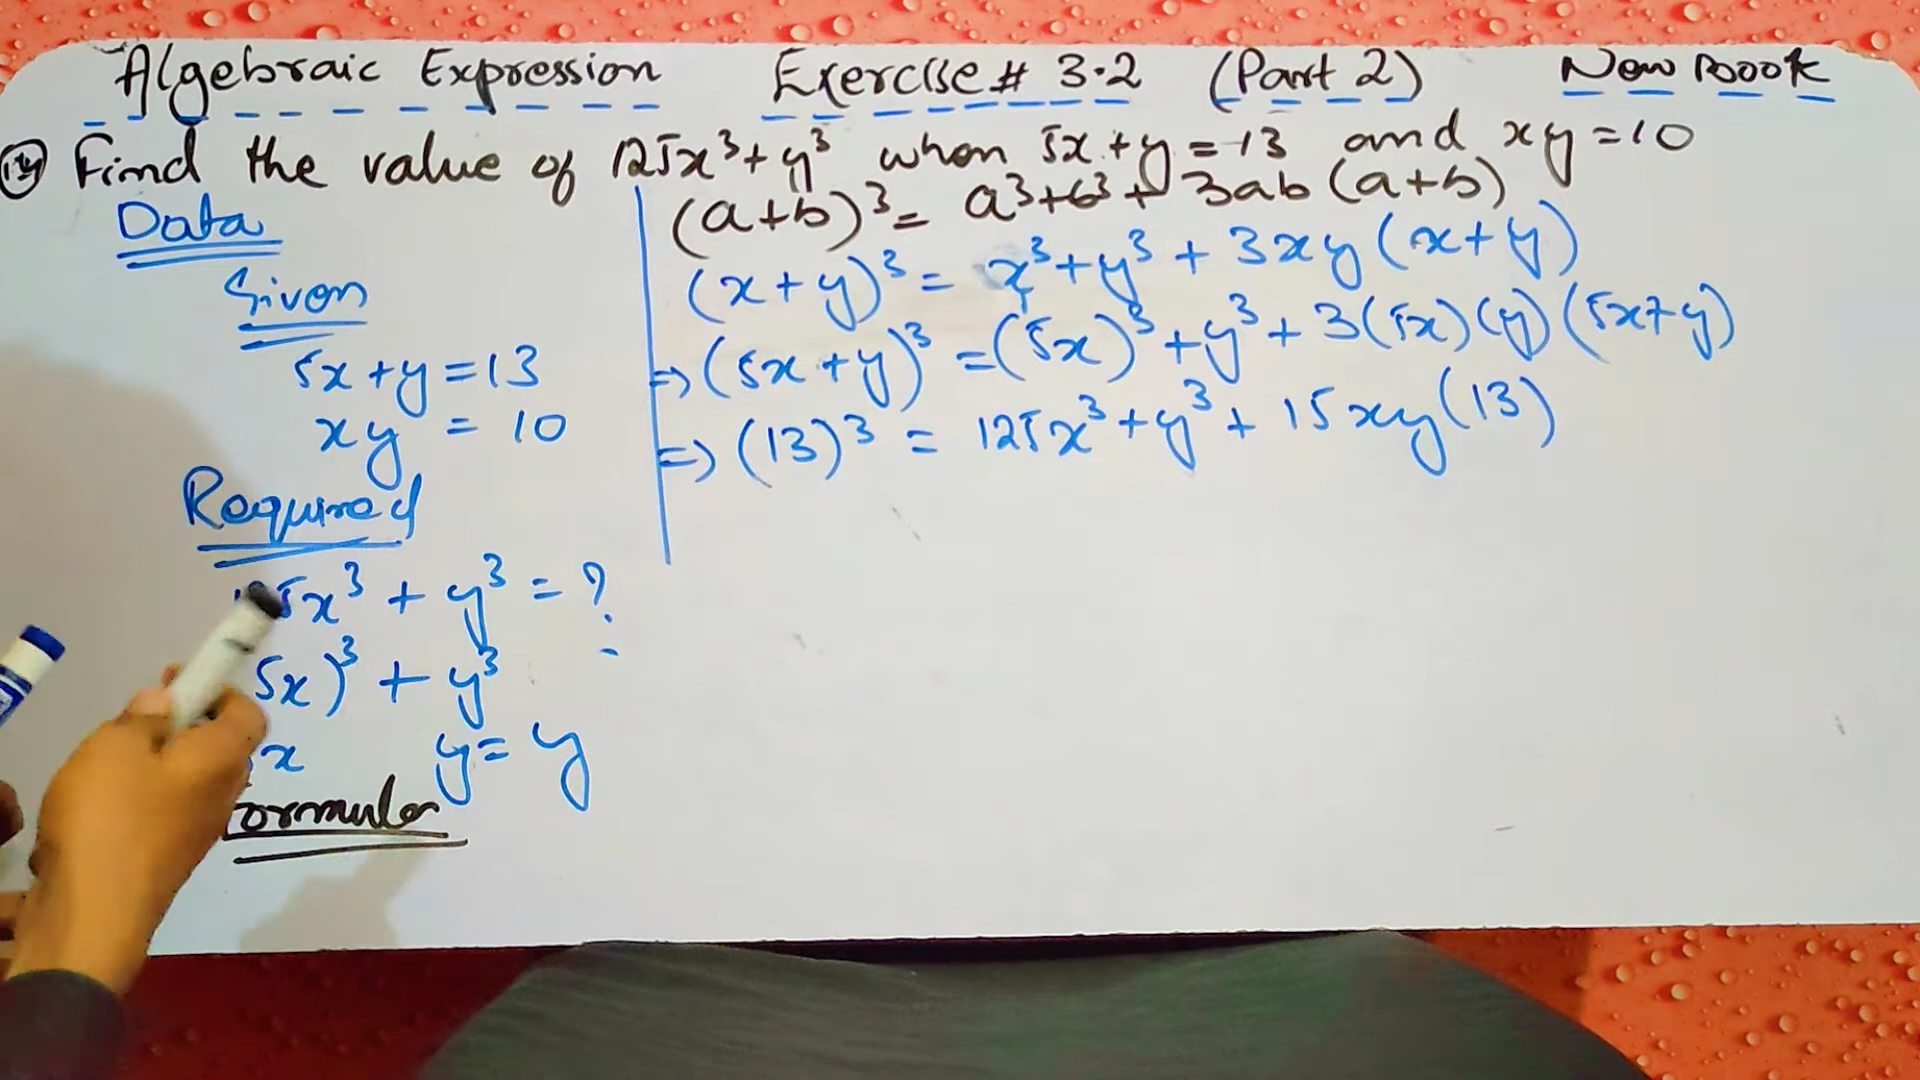 Algebraic Expression Exercise # 3.2 (Part 2) New Book
Find the value of 125x³+y³ when 5x+y=13 and xy=10
Data
Given
5x+y=13
xy = 10
Required
125x³ + y³ = ?
5x)³ + y³
x y = y
ormula
(a+b)³= a³+b³+ 3ab(a+b)
(x+y)³= x³+y³+ 3xy(x+y)
⇒(5x+y)³ =(5x)³+y³+3(5x)(y)(5x+y)
⇒(13)³ = 125x³+y³+ 15xy(13)